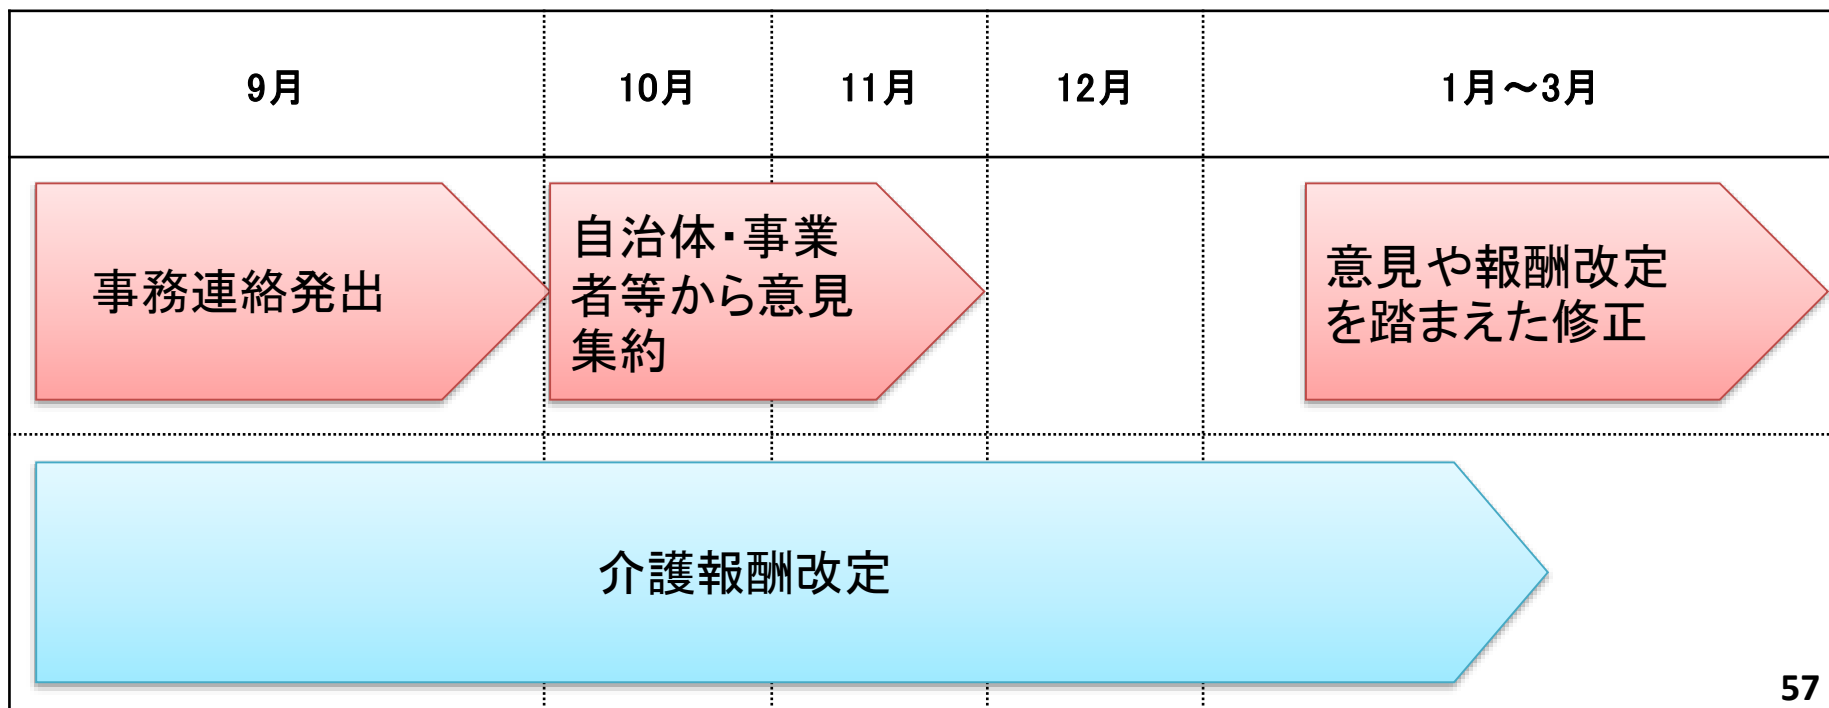 9月
10月
11月
12月
1月～3月
事務連絡発出
自治体・事業
者等から意見
集約
意見や報酬改定
を踏まえた修正
介護報酬改定
57